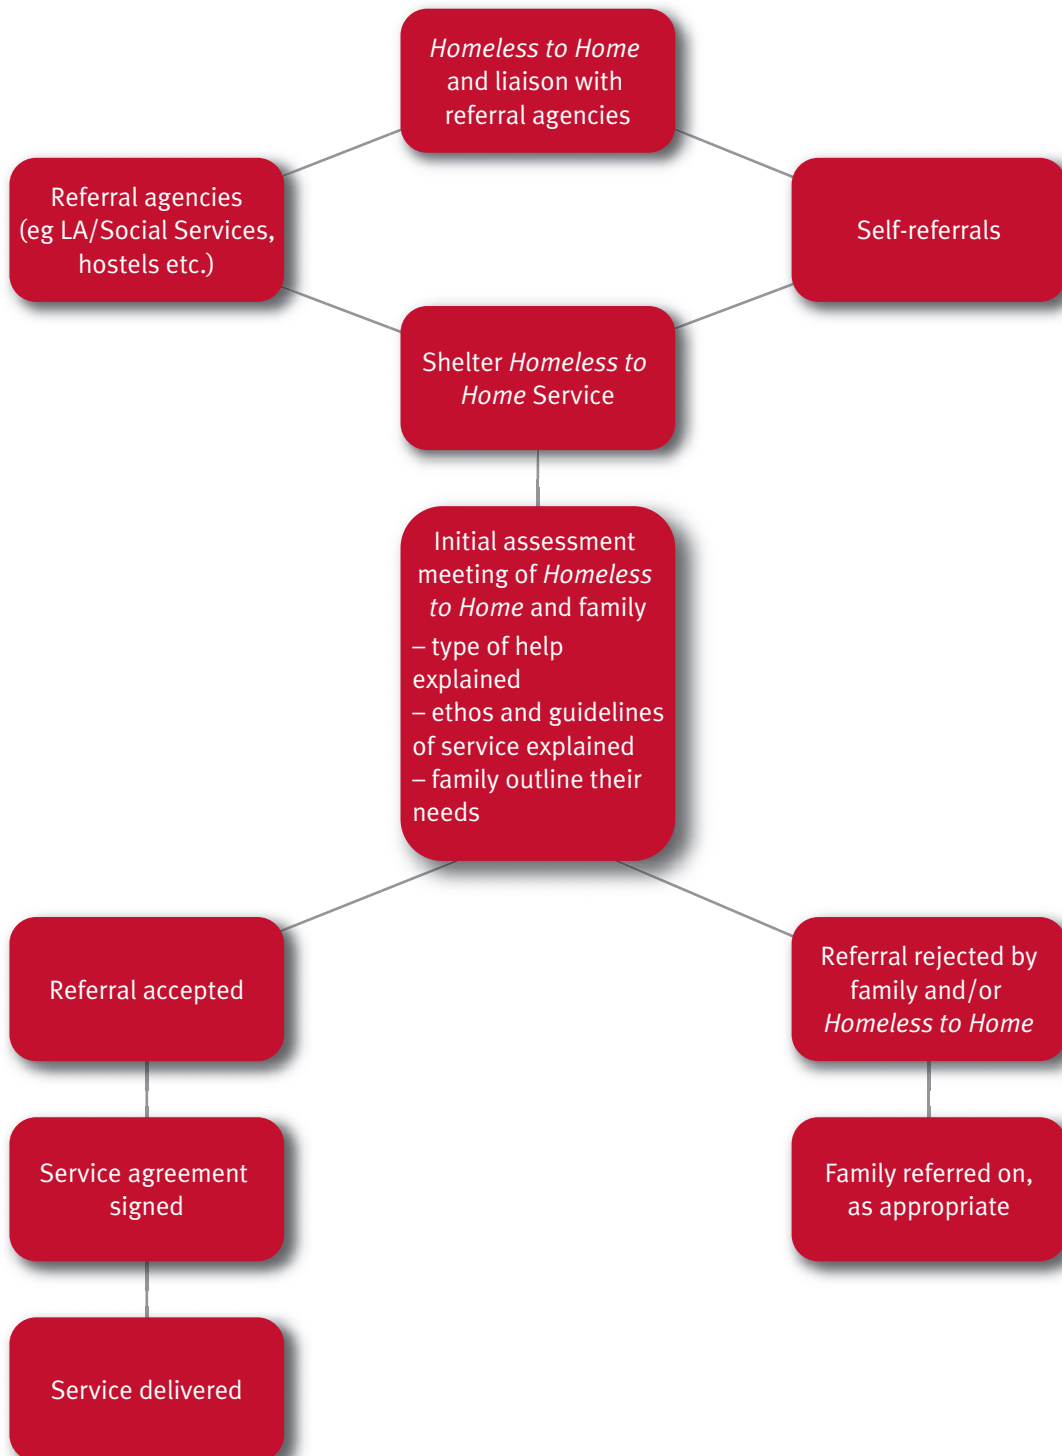 Homeless to Home
and liaison with
referral agencies
Referral agencies
(eg LA/Social Services,
hostels etc.)
Self-referrals
Shelter Homeless to
Home Service
Initial assessment
meeting of Homeless
to Home and family
– type of help
explained
– ethos and guidelines
of service explained
– family outline their
needs
Referral accepted
Referral rejected by
family and/or
Homeless to Home
Service agreement
signed
Family referred on,
as appropriate
Service delivered